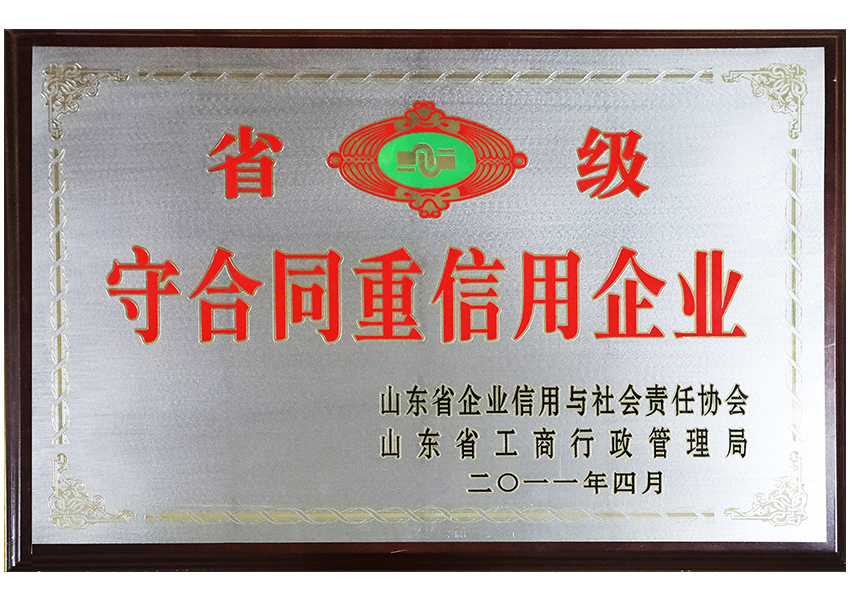 省 级
守合同重信用企业
山东省企业信用与社会责任协会
山东省工商行政管理局
二〇一一年四月